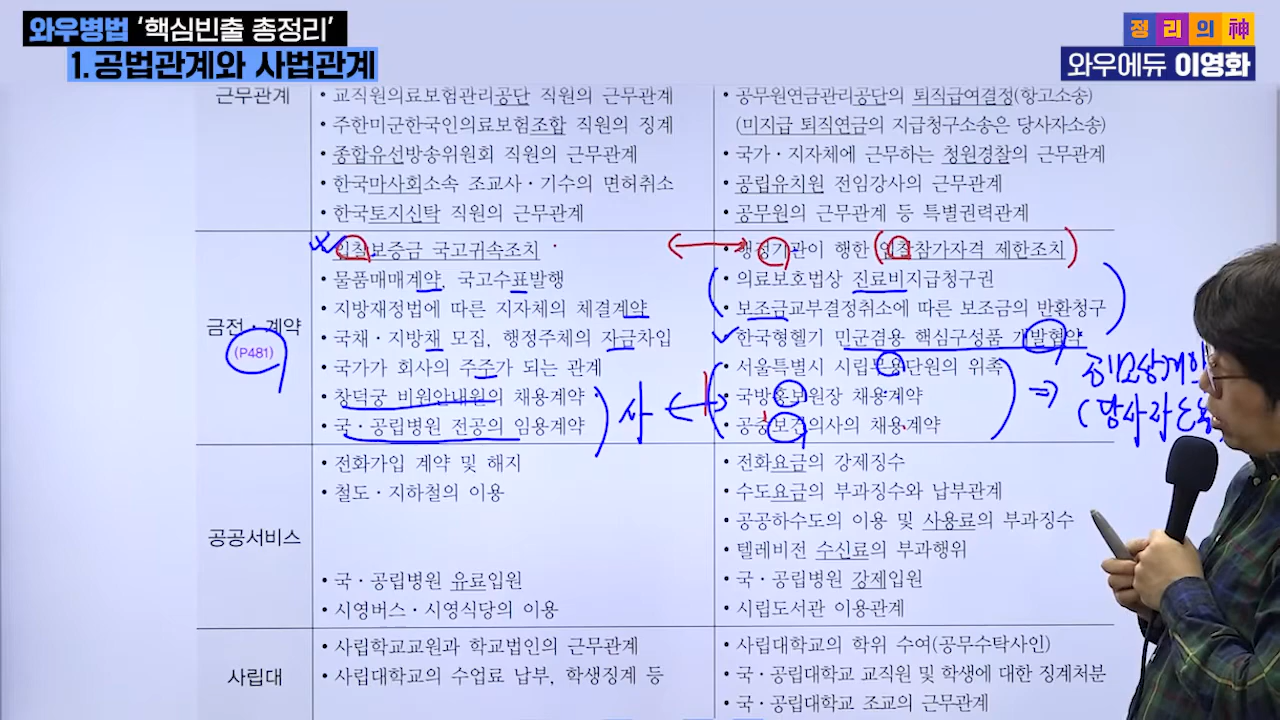 와우병법 '핵심빈출 총정리'
1. 공법관계와 사법관계
정리의神
와우에듀 이영화
근무관계
• 교직원의료보험관리공단 직원의 근무관계
• 주한미군한국인의료보험조합 직원의 징계
• 종합유선방송위원회 직원의 근무관계
• 한국마사회소속 조교사·기수의 면허취소
• 한국토지신탁 직원의 근무관계
• 공무원연금관리공단의 퇴직급여결정(항고소송)
(미지급 퇴직연금의 지급청구소송은 당사자소송)
• 국가·지자체에 근무하는 청원경찰의 근무관계
• 공립유치원 전임강사의 근무관계
• 공무원의 근무관계 등 특별권력관계
금전·계약
(P481)
입찰보증금 국고귀속조치
• 물품매매계약, 국고수표발행
• 지방재정법에 따른 지자체의 체결계약
• 국채·지방채 모집, 행정주체의 자금차입
• 국가가 회사의 주주가 되는 관계
• 창덕궁 비원안내원의 채용계약
• 국·공립병원 전공의 임용계약
사
• 행정기관이 행한 입찰참가자격 제한조치
• 의료보호법상 진료비지급청구권
• 보조금교부결정취소에 따른 보조금의 반환청구
• 한국형헬기 민군겸용 핵심구성품 개발협약
• 서울특별시 시립무용단원의 위촉
• 국방홍보원장 채용계약
• 공중보건의사의 채용계약
공공서비스
• 전화가입 계약 및 해지
• 철도·지하철의 이용
• 국·공립병원 유료입원
• 시영버스·시영식당의 이용
• 전화요금의 강제징수
• 수도요금의 부과징수와 납부관계
• 공공하수도의 이용 및 사용료의 부과징수
• 텔레비전 수신료의 부과행위
• 국·공립병원 강제입원
• 시립도서관 이용관계
사립대
• 사립학교교원과 학교법인의 근무관계
• 사립대학교의 수업료 납부, 학생징계 등
• 사립대학교의 학위 수여(공무수탁사인)
• 국·공립대학교 교직원 및 학생에 대한 징계처분
• 국·공립대학교 조교의 근무관계